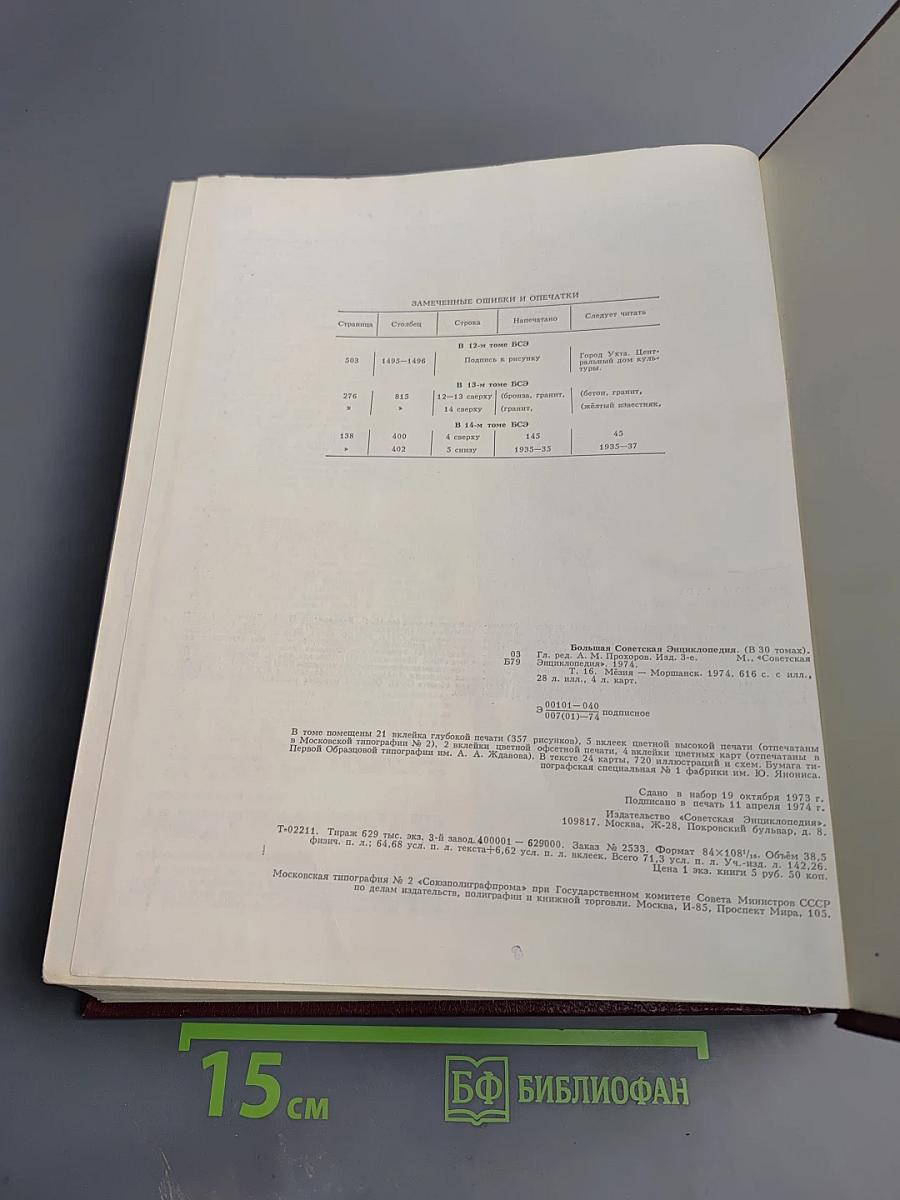 ЗАМЕЧЕННЫЕ ОШИБКИ И ОПЕЧАТКИ
Страница Столбец Строка Напечатано Следует читать
В 12-м томе БСЭ
503 1495—1496 Подпись к рисунку Город Ухта. Цент-
ральный дом куль-
туры.
В 13-м томе БСЭ
276 815 12—13 сверху (бронза, гранит, (бетон, гранит,
» » 14 сверху (гранит, (жёлтый известняк,
В 14-м томе БСЭ
138 400 4 сверху 145 45
» 402 5 снизу 1935—35 1935—37
Большая Советская Энциклопедия. (В 30 томах).
03 Гл. ред. А. М. Прохоров. Изд. 3-е. М., «Советская
Б79 Энциклопедия». 1974.
Т. 16. Мёзия — Моршанск. 1974. 616 с. с илл.,
28 л. илл., 4 л. карт.
Э 00101—040
007(01)—74 подписное
В томе помещены 21 вклейка глубокой печати (357 рисунков), 5 вклеек цветной высокой печати (отпечатаны
в Московской типографии № 2), 2 вклейки цветной офсетной печати, 4 вклейки цветных карт (отпечатаны в
Первой Образцовой типографии им. А. А. Жданова). В тексте 24 карты, 720 иллюстраций и схем. Бумага ти-
пографская специальная № 1 фабрики им. Ю. Янониса.
Сдано в набор 19 октября 1973 г.
Подписано в печать 11 апреля 1974 г.
Издательство «Советская Энциклопедия».
109817. Москва, Ж-28, Покровский бульвар, д. 8.
Т-02211. Тираж 629 тыс. экз. 3-й завод 400001 — 629000. Заказ № 2533. Формат 84×108¹/₁₆. Объём 38,5
физич. п. л.; 64,68 усл. п. л. текста+6,62 усл. п. л. вклеек. Всего 71,3 усл. п. л. Уч.-изд. л. 142,26.
Цена 1 экз. книги 5 руб. 50 коп.
Московская типография № 2 «Союзполиграфпрома» при Государственном комитете Совета Министров СССР
по делам издательств, полиграфии и книжной торговли. Москва, И-85, Проспект Мира, 105.
15 см БФ БИБЛИОФАН